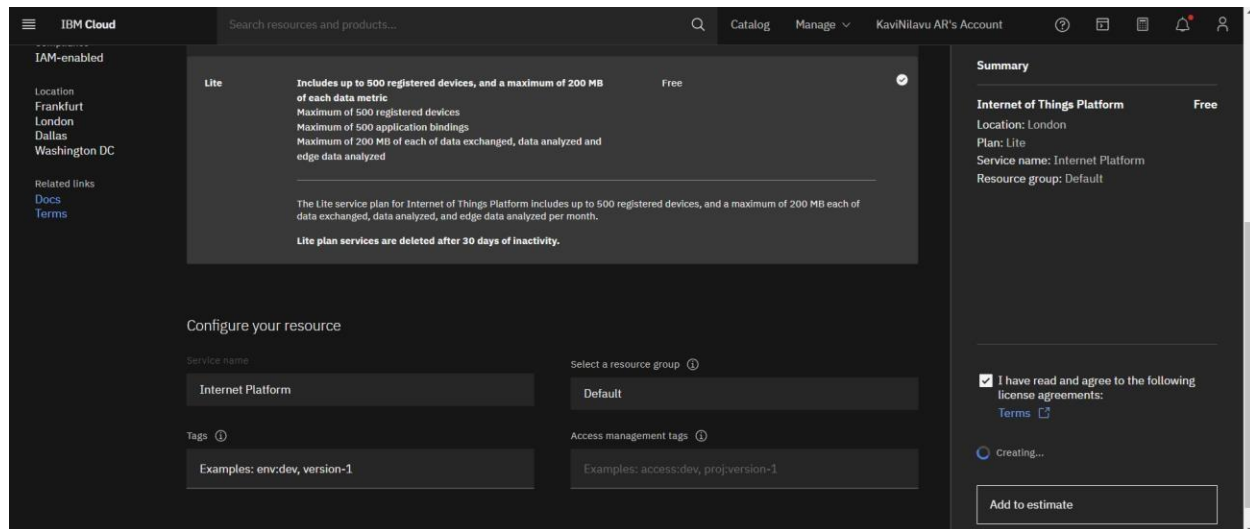 IBM Cloud
Search resources and products...
Catalog
Manage
KaviNilavu AR's Account
IAM-enabled
Location
Frankfurt
London
Dallas
Washington DC
Related links
Docs
Terms
Lite
Includes up to 500 registered devices, and a maximum of 200 MB
of each data metric
Maximum of 500 registered devices
Maximum of 500 application bindings
Maximum of 200 MB of each of data exchanged, data analyzed and
edge data analyzed
Free
The Lite service plan for Internet of Things Platform includes up to 500 registered devices, and a maximum of 200 MB each of
data exchanged, data analyzed, and edge data analyzed per month.
Lite plan services are deleted after 30 days of inactivity.
Configure your resource
Service name
Internet Platform
Select a resource group
Default
Tags
Examples: env:dev, version-1
Access management tags
Examples: access:dev, proj:version-1
Summary
Internet of Things Platform Free
Location: London
Plan: Lite
Service name: Internet Platform
Resource group: Default
I have read and agree to the following
license agreements:
Terms
Creating...
Add to estimate